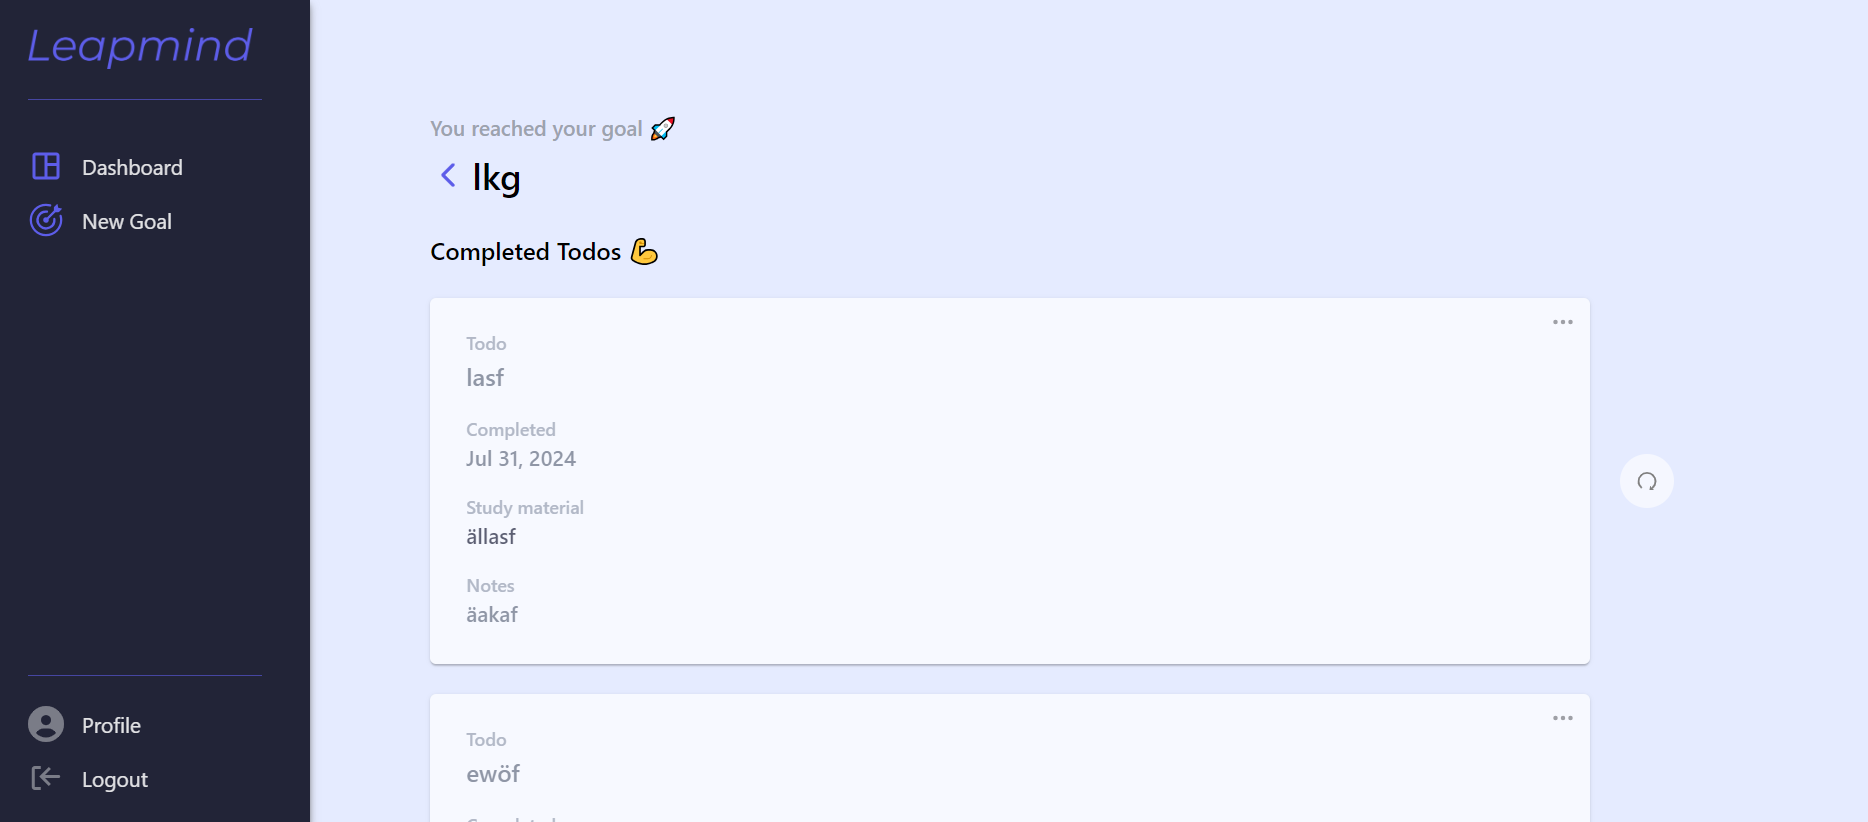 Leapmind
Dashboard
New Goal
Profile
Logout
You reached your goal 🚀
lkg
Completed Todos 💪
Todo
lasf
Completed
Jul 31, 2024
Study material
ällasf
Notes
äakaf
Todo
ewöf